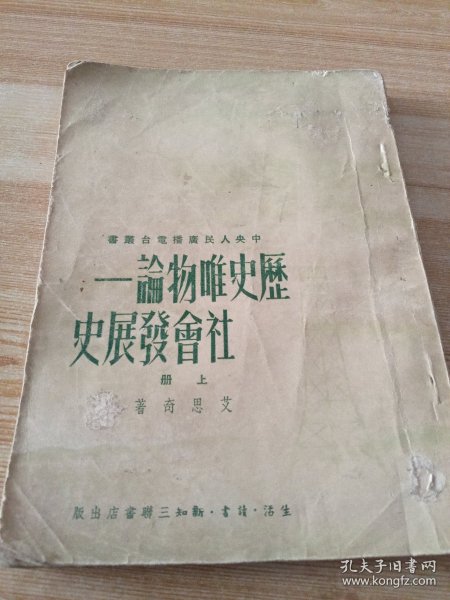 中央人民廣播電台叢書
歷史唯物論—
社會發展史
上册
艾思奇著
生活·讀書·新知三聯書店出版
孔夫子旧书网
www.kongfz.com